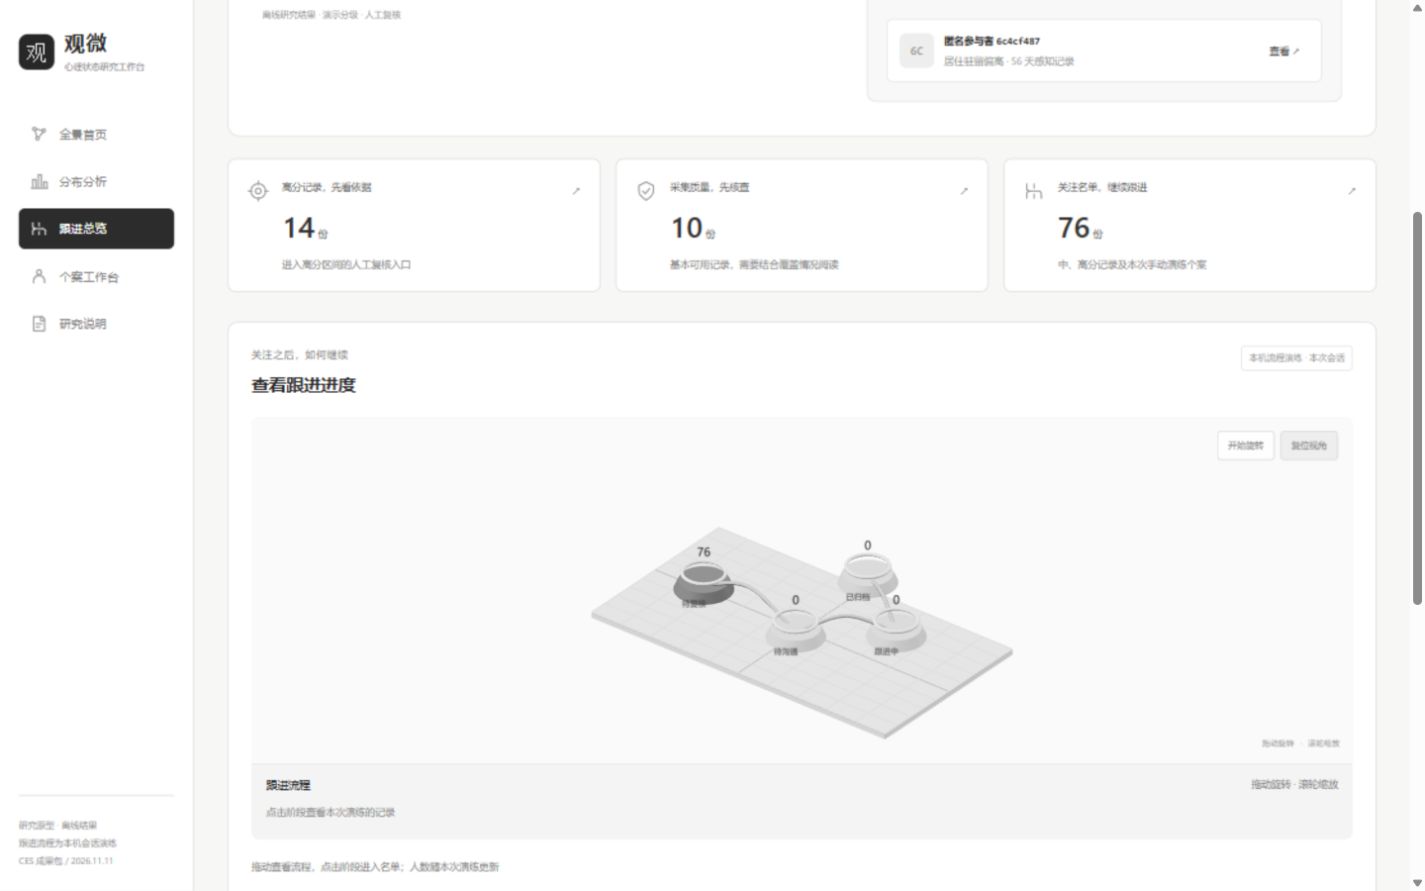 观 观微
心理状态研究工作台
全景首页
分布分析
跟进总览
个案工作台
研究说明
研究原型 · 离线结果
跟进流程为本机会话演练
CES 成果包 / 2026.11.11
离线研究结果 · 演示分级 · 人工复核
6C
匿名参与者 6c4cf487
居住驻留偏离 · 56 天感知记录
查看 ↗
高分记录，先看依据 ↗
14 份
进入高分区间的人工复核入口
采集质量，先核查 ↗
10 份
基本可用记录，需要结合覆盖情况阅读
关注名单，继续跟进 ↗
76 份
中、高分记录及本次手动演练个案
关注之后，如何继续
查看跟进进度
本机流程演练 · 本次会话
开始旋转
复位视角
76
待复核
0
待沟通
0
已归档
0
跟进中
拖动旋转 · 滚轮缩放
跟进流程
拖动旋转 · 滚轮缩放
点击阶段查看本次演练的记录
拖动查看流程，点击阶段进入名单；人数随本次演练更新